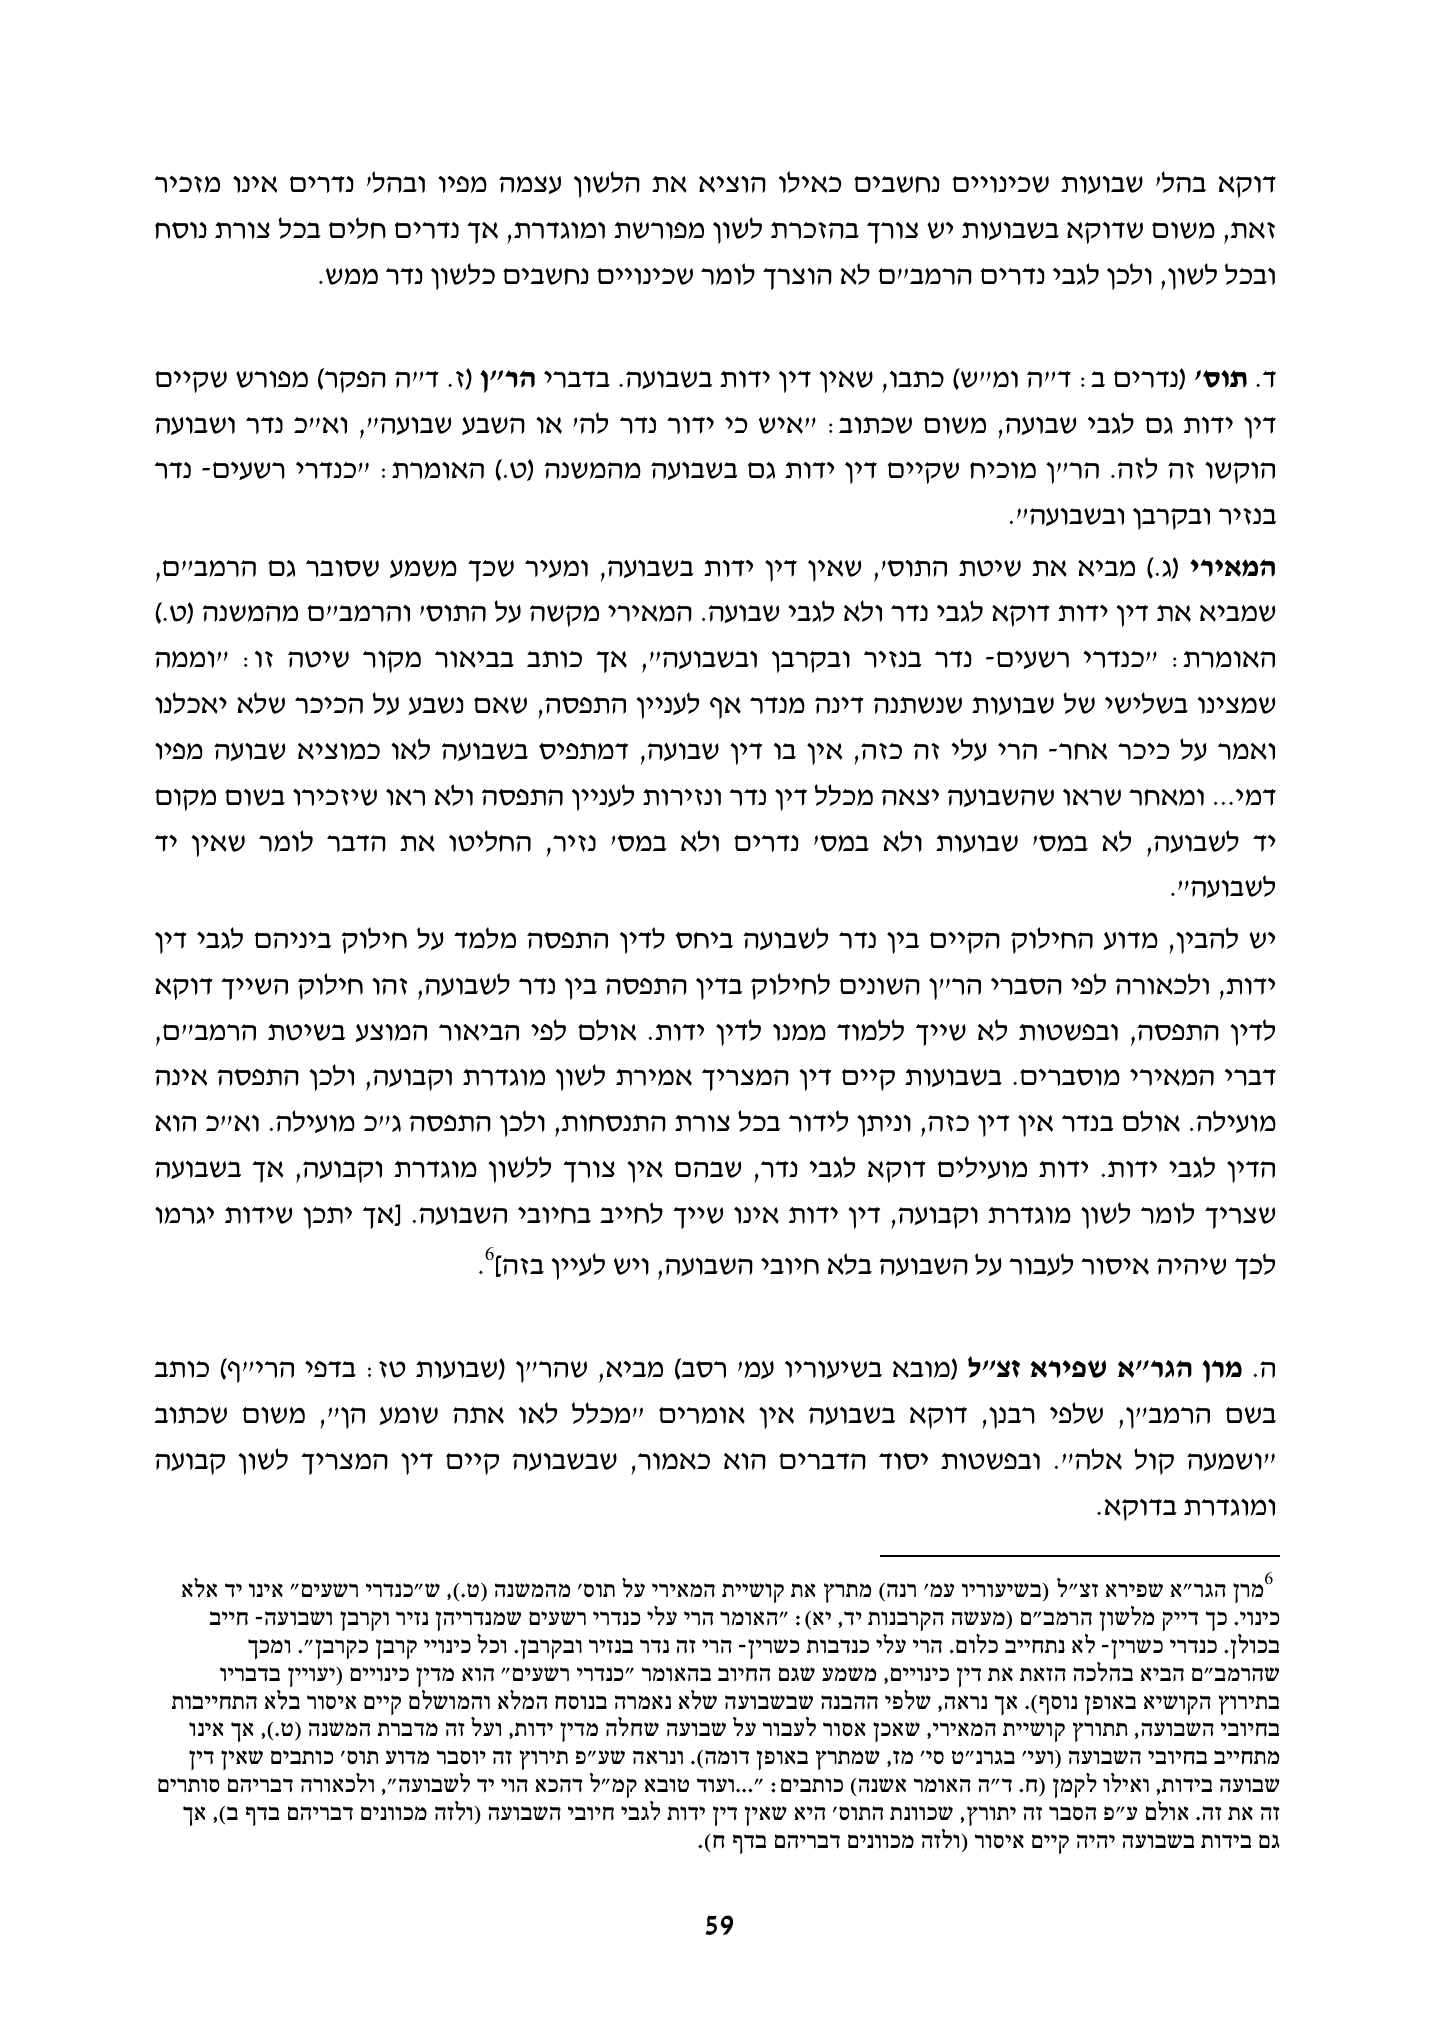 דוקא בהל' שבועות שכינויים נחשבים כאילו הוציא את הלשון עצמה מפיו ובהל' נדרים אינו מזכיר
זאת, משום שדוקא בשבועות יש צורך בהזכרת לשון מפורשת ומוגדרת, אך נדרים חלים בכל צורת נוסח
ובכל לשון, ולכן לגבי נדרים הרמב"ם לא הוצרך לומר שכינויים נחשבים כלשון נדר ממש.
ד. תוס' (נדרים ב: ד"ה ומ"ש) כתבו, שאין דין ידות בשבועה. בדברי הר"ן (ז. ד"ה הפקר) מפורש שקיים
דין ידות גם לגבי שבועה, משום שכתוב: "איש כי ידור נדר לה' או השבע שבועה", וא"כ נדר ושבועה
הוקשו זה לזה. הר"ן מוכיח שקיים דין ידות גם בשבועה מהמשנה (ט.) האומרת: "כנדרי רשעים- נדר
בנזיר ובקרבן ובשבועה".
המאירי (ג.) מביא את שיטת התוס', שאין דין ידות בשבועה, ומעיר שכך משמע שסובר גם הרמב"ם,
שמביא את דין ידות דוקא לגבי נדר ולא לגבי שבועה. המאירי מקשה על התוס' והרמב"ם מהמשנה (ט.)
האומרת: "כנדרי רשעים- נדר בנזיר ובקרבן ובשבועה", אך כותב בביאור מקור שיטה זו: "וממה
שמצינו בשלישי של שבועות שנשתנה דינה מנדר אף לעניין התפסה, שאם נשבע על הכיכר שלא יאכלנו
ואמר על כיכר אחר- הרי עלי זה כזה, אין בו דין שבועה, דמתפיס בשבועה לאו כמוציא שבועה מפיו
דמי... ומאחר שראו שהשבועה יצאה מכלל דין נדר ונזירות לעניין התפסה ולא ראו שיזכירו בשום מקום
יד לשבועה, לא במס' שבועות ולא במס' נדרים ולא במס' נזיר, החליטו את הדבר לומר שאין יד
לשבועה".
יש להבין, מדוע החילוק הקיים בין נדר לשבועה ביחס לדין התפסה מלמד על חילוק ביניהם לגבי דין
ידות, ולכאורה לפי הסברי הר"ן השונים לחילוק בדין התפסה בין נדר לשבועה, זהו חילוק השייך דוקא
לדין התפסה, ובפשטות לא שייך ללמוד ממנו לדין ידות. אולם לפי הביאור המוצע בשיטת הרמב"ם,
דברי המאירי מוסברים. בשבועות קיים דין המצריך אמירת לשון מוגדרת וקבועה, ולכן התפסה אינה
מועילה. אולם בנדר אין דין כזה, וניתן לידור בכל צורת התנסחות, ולכן התפסה ג"כ מועילה. וא"כ הוא
הדין לגבי ידות. ידות מועילים דוקא לגבי נדר, שבהם אין צורך ללשון מוגדרת וקבועה, אך בשבועה
שצריך לומר לשון מוגדרת וקבועה, דין ידות אינו שייך לחייב בחיובי השבועה. [אך יתכן שידות יגרמו
לכך שיהיה איסור לעבור על השבועה בלא חיובי השבועה, ויש לעיין בזה]6.
ה. מרן הגר"א שפירא זצ"ל (מובא בשיעוריו עמ' רסב) מביא, שהר"ן (שבועות טז: בדפי הרי"ף) כותב
בשם הרמב"ן, שלפי רבנן, דוקא בשבועה אין אומרים "מכלל לאו אתה שומע הן", משום שכתוב
"ושמעה קול אלה". ובפשטות יסוד הדברים הוא כאמור, שבשבועה קיים דין המצריך לשון קבועה
ומוגדרת בדוקא.
6מרן הגר"א שפירא זצ"ל (בשיעוריו עמ' רנה) מתרץ את קושיית המאירי על תוס' מהמשנה (ט.), ש"כנדרי רשעים" אינו יד אלא
כינוי. כך דייק מלשון הרמב"ם (מעשה הקרבנות יד, יא): "האומר הרי עלי כנדרי רשעים שמנדריהן נזיר וקרבן ושבועה- חייב
בכולן. כנדרי כשרין- לא נתחייב כלום. הרי עלי כנדבות כשרין- הרי זה נדר בנזיר ובקרבן. וכל כינויי קרבן כקרבן". ומכך
שהרמב"ם הביא בהלכה הזאת את דין כינויים, משמע שגם החיוב בהאומר "כנדרי רשעים" הוא מדין כינויים (יעויין בדבריו
בתירוץ הקושיא באופן נוסף). אך נראה, שלפי ההבנה שבשבועה שלא נאמרה בנוסח המלא והמושלם קיים איסור בלא התחייבות
בחיובי השבועה, תתורץ קושיית המאירי, שאכן אסור לעבור על שבועה שחלה מדין ידות, ועל זה מדברת המשנה (ט.), אך אינו
מתחייב בחיובי השבועה (ועי' בגרנ"ט סי' מז, שמתרץ באופן דומה). ונראה שע"פ תירוץ זה יוסבר מדוע תוס' כותבים שאין דין
שבועה בידות, ואילו לקמן (ח. ד"ה האומר אשנה) כותבים: "...ועוד טובא קמ"ל דהכא הוי יד לשבועה", ולכאורה דבריהם סותרים
זה את זה. אולם ע"פ הסבר זה יתורץ, שכוונת התוס' היא שאין דין ידות לגבי חיובי השבועה (ולזה מכוונים דבריהם בדף ב), אך
גם בידות בשבועה יהיה קיים איסור (ולזה מכוונים דבריהם בדף ח).
59